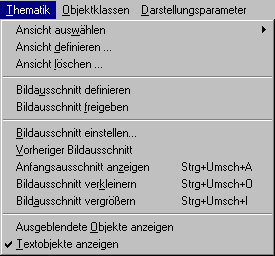 Thematik Objektklassen Darstellungsparameter
Ansicht auswählen
Ansicht definieren ...
Ansicht löschen ...
Bildausschnitt definieren
Bildausschnitt freigeben
Bildausschnitt einstellen...
Vorheriger Bildausschnitt
Anfangsausschnitt anzeigen Strg+Umsch+A
Bildausschnitt verkleinern Strg+Umsch+O
Bildausschnitt vergrößern Strg+Umsch+I
Ausgeblendete Objekte anzeigen
Textobjekte anzeigen